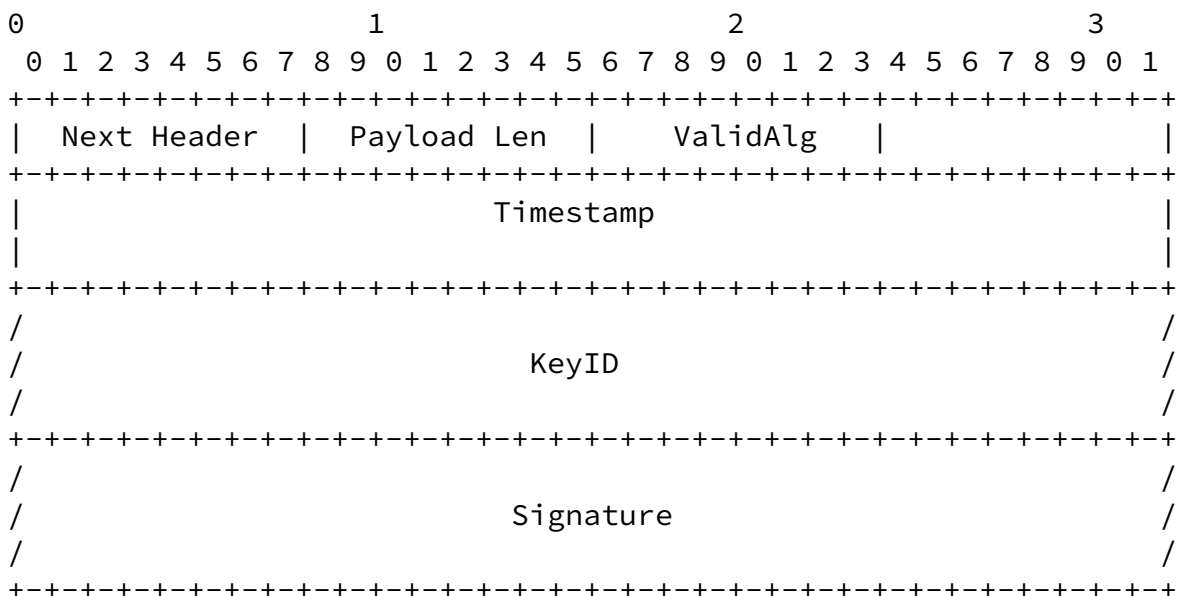 0                   1                   2                   3
 0 1 2 3 4 5 6 7 8 9 0 1 2 3 4 5 6 7 8 9 0 1 2 3 4 5 6 7 8 9 0 1
+-+-+-+-+-+-+-+-+-+-+-+-+-+-+-+-+-+-+-+-+-+-+-+-+-+-+-+-+-+-+-+-+
|  Next Header  |  Payload Len  |    ValidAlg   |               |
+-+-+-+-+-+-+-+-+-+-+-+-+-+-+-+-+-+-+-+-+-+-+-+-+-+-+-+-+-+-+-+-+
|                          Timestamp                            |
|                                                               |
+-+-+-+-+-+-+-+-+-+-+-+-+-+-+-+-+-+-+-+-+-+-+-+-+-+-+-+-+-+-+-+-+
/                                                               /
/                            KeyID                              /
/                                                               /
+-+-+-+-+-+-+-+-+-+-+-+-+-+-+-+-+-+-+-+-+-+-+-+-+-+-+-+-+-+-+-+-+
/                                                               /
/                           Signature                           /
/                                                               /
+-+-+-+-+-+-+-+-+-+-+-+-+-+-+-+-+-+-+-+-+-+-+-+-+-+-+-+-+-+-+-+-+